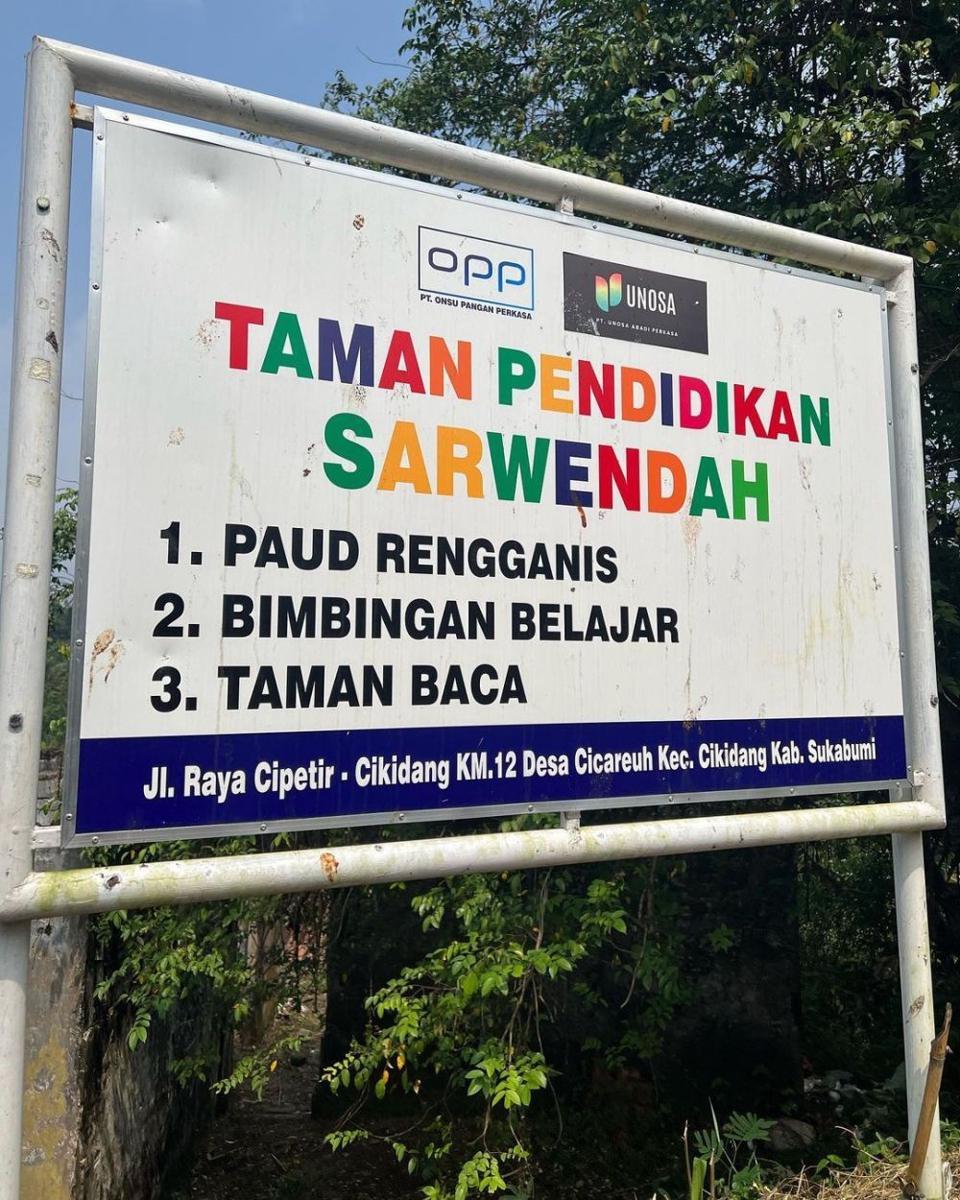 opp
PT. ONSU PANGAN PERKASA
UNOSA
PT. UNOSA ABADI PERKASA
TAMAN PENDIDIKAN
SARWENDAH
1. PAUD RENGGANIS
2. BIMBINGAN BELAJAR
3. TAMAN BACA
Jl. Raya Cipetir - Cikidang KM.12 Desa Cicareuh Kec. Cikidang Kab. Sukabumi